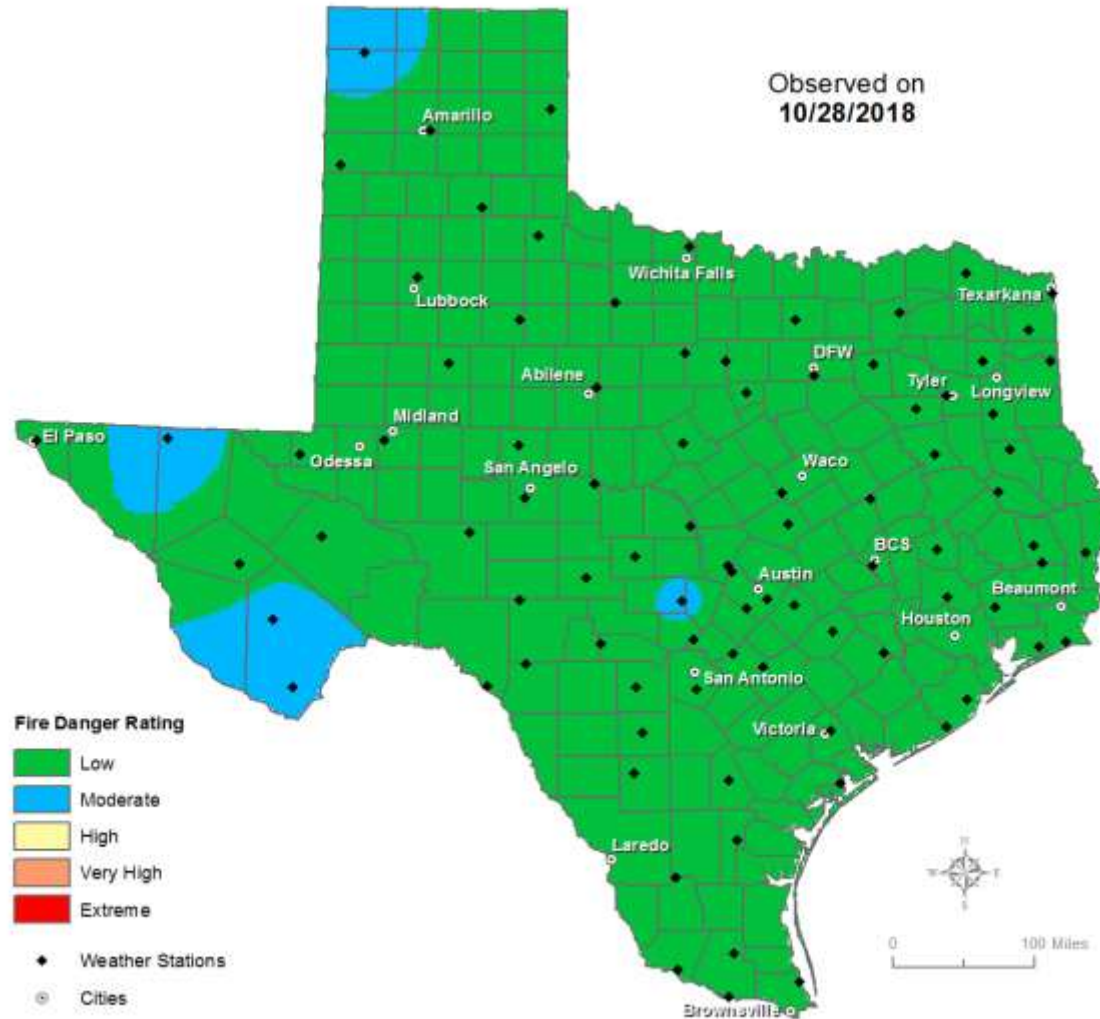 Observed on
10/28/2018
Amarillo
Wichita Falls
Lubbock
Texarkana
DFW
Abilene
Tyler
Longview
Midland
El Paso
Odessa
San Angelo
Waco
BCS
Austin
Beaumont
Houston
San Antonio
Victoria
Laredo
Brownsville
Fire Danger Rating
Low
Moderate
High
Very High
Extreme
Weather Stations
Cities
N
W E
S
0 100 Miles